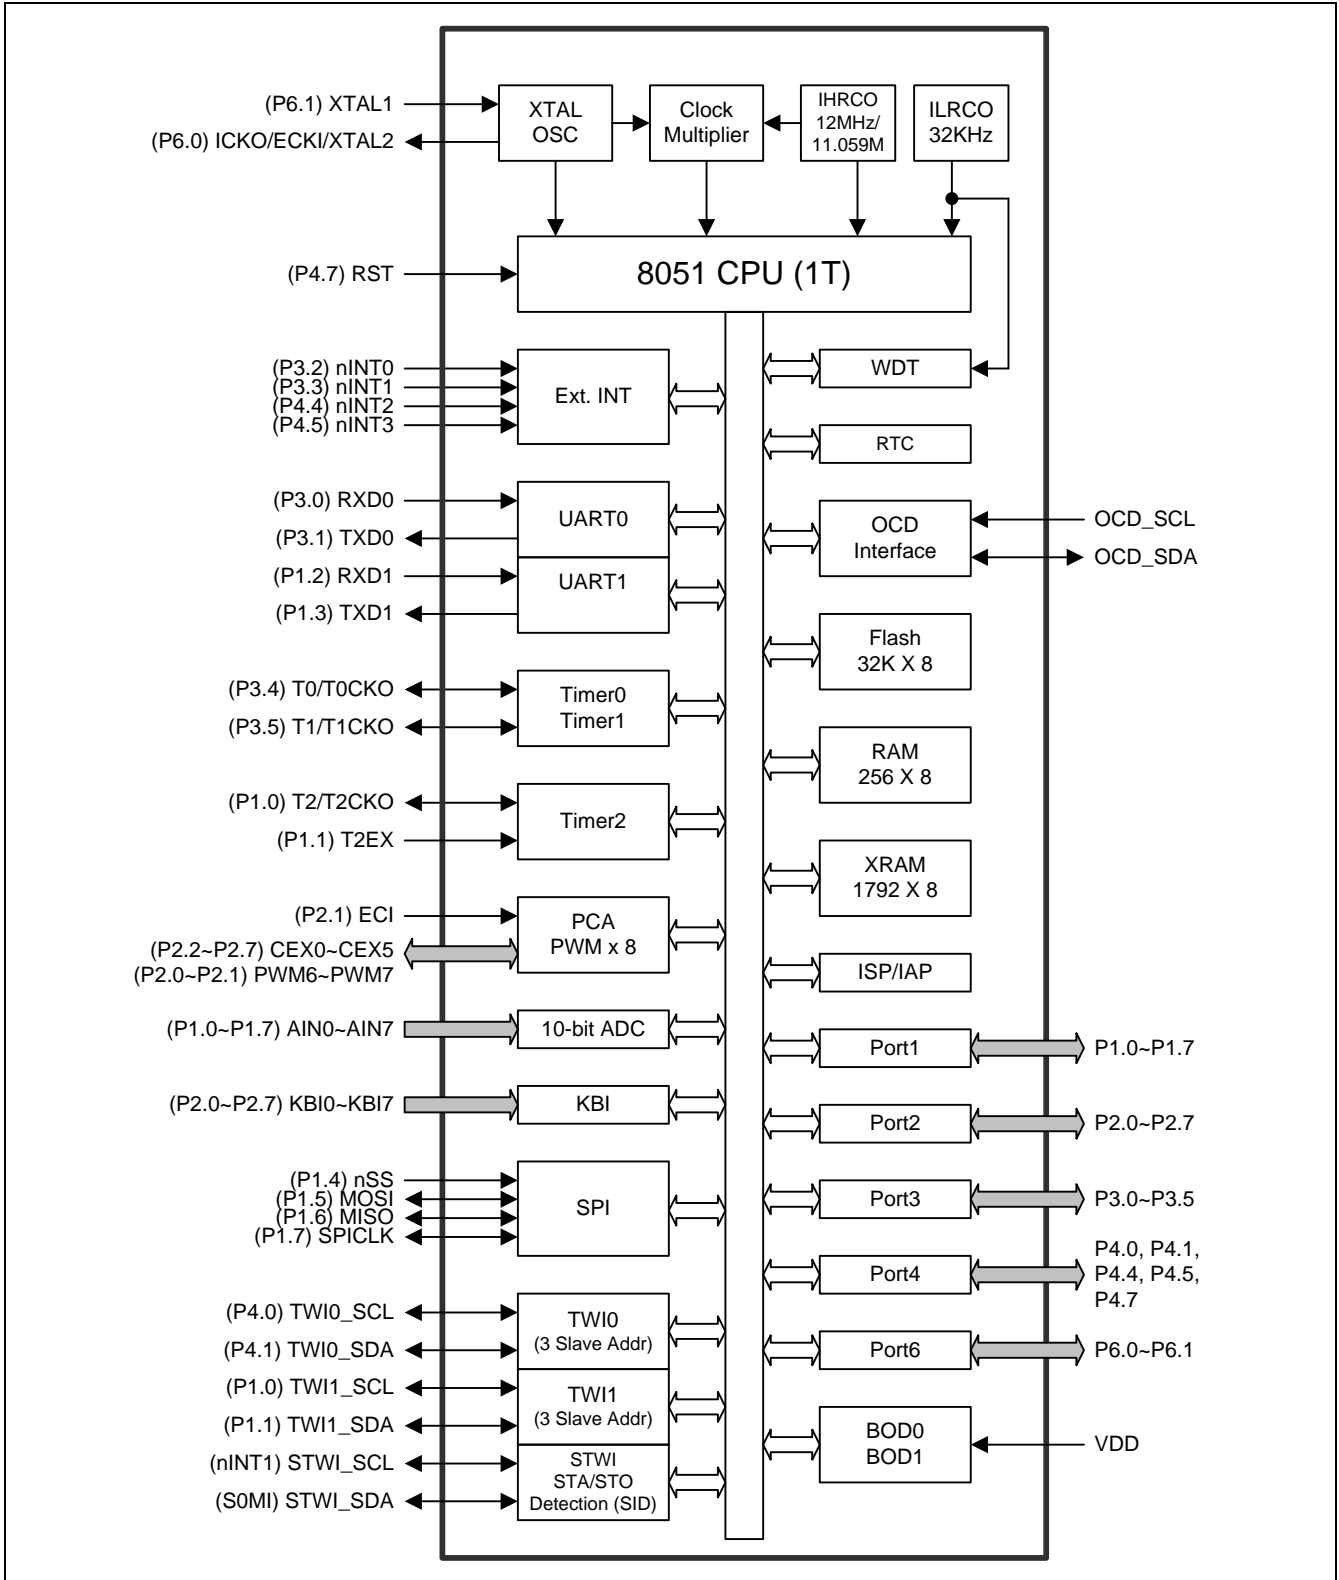 (P6.1) XTAL1
(P6.0) ICKO/ECKI/XTAL2
XTAL
OSC
Clock
Multiplier
IHRCO
12MHz/
11.059M
ILRCO
32KHz
(P4.7) RST
8051 CPU (1T)
(P3.2) nINT0
(P3.3) nINT1
(P4.4) nINT2
(P4.5) nINT3
Ext. INT
WDT
RTC
(P3.0) RXD0
(P3.1) TXD0
UART0
(P1.2) RXD1
(P1.3) TXD1
UART1
OCD
Interface
OCD_SCL
OCD_SDA
Flash
32K X 8
(P3.4) T0/T0CKO
(P3.5) T1/T1CKO
Timer0
Timer1
RAM
256 X 8
(P1.0) T2/T2CKO
(P1.1) T2EX
Timer2
XRAM
1792 X 8
(P2.1) ECI
(P2.2~P2.7) CEX0~CEX5
(P2.0~P2.1) PWM6~PWM7
PCA
PWM x 8
ISP/IAP
(P1.0~P1.7) AIN0~AIN7
10-bit ADC
Port1
P1.0~P1.7
(P2.0~P2.7) KBI0~KBI7
KBI
Port2
P2.0~P2.7
(P1.4) nSS
(P1.5) MOSI
(P1.6) MISO
(P1.7) SPICLK
SPI
Port3
P3.0~P3.5
Port4
P4.0, P4.1,
P4.4, P4.5,
P4.7
(P4.0) TWI0_SCL
(P4.1) TWI0_SDA
TWI0
(3 Slave Addr)
Port6
P6.0~P6.1
(P1.0) TWI1_SCL
(P1.1) TWI1_SDA
TWI1
(3 Slave Addr)
BOD0
BOD1
VDD
(nINT1) STWI_SCL
(S0MI) STWI_SDA
STWI
STA/STO
Detection (SID)